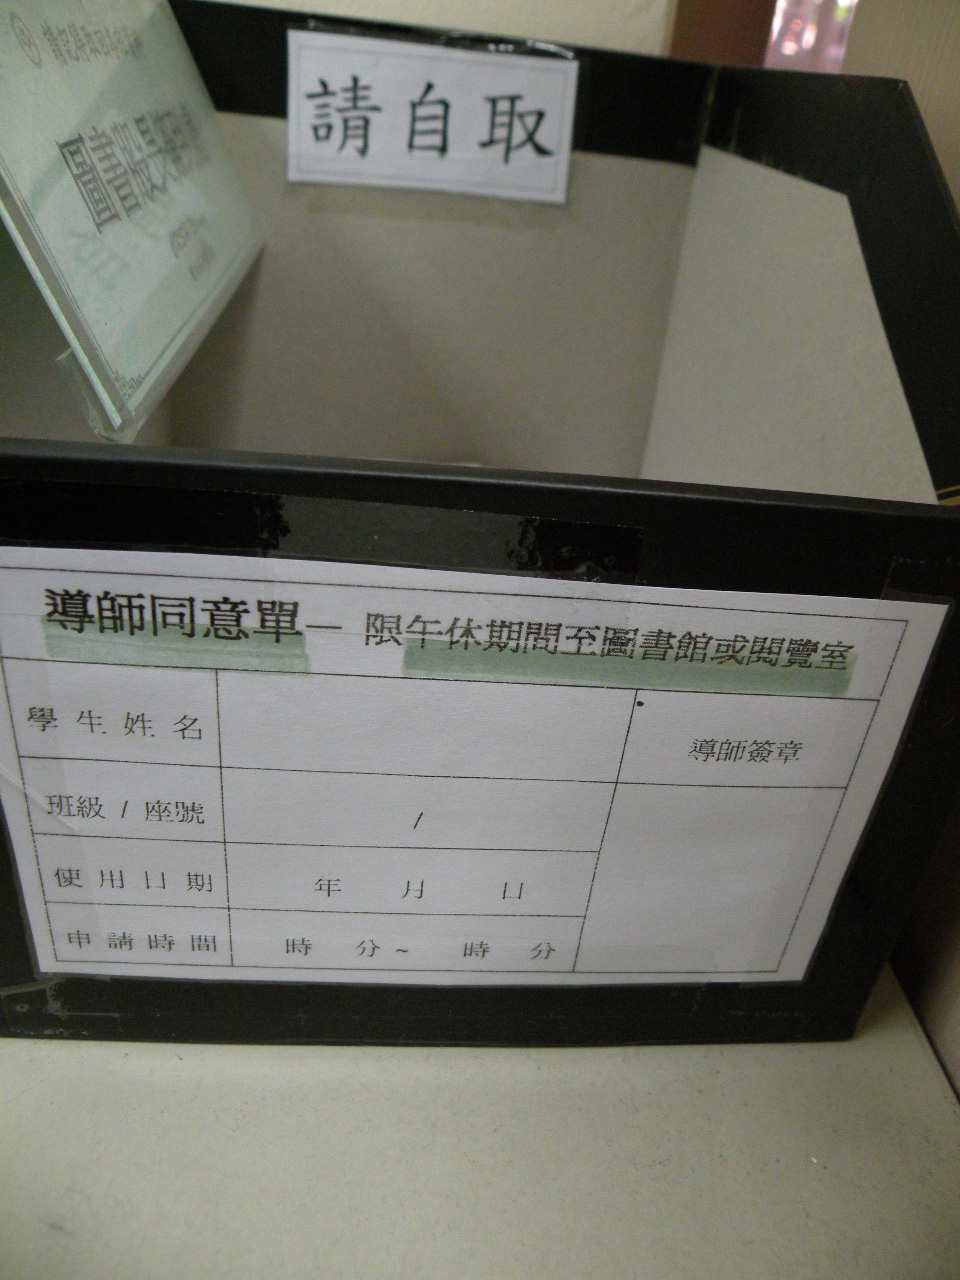 請自取
導師同意單－限午休期間至圖書館或閱覽室
學生姓名
導師簽章
班級 / 座號 /
使用日期 年 月 日
申請時間 時 分~ 時 分